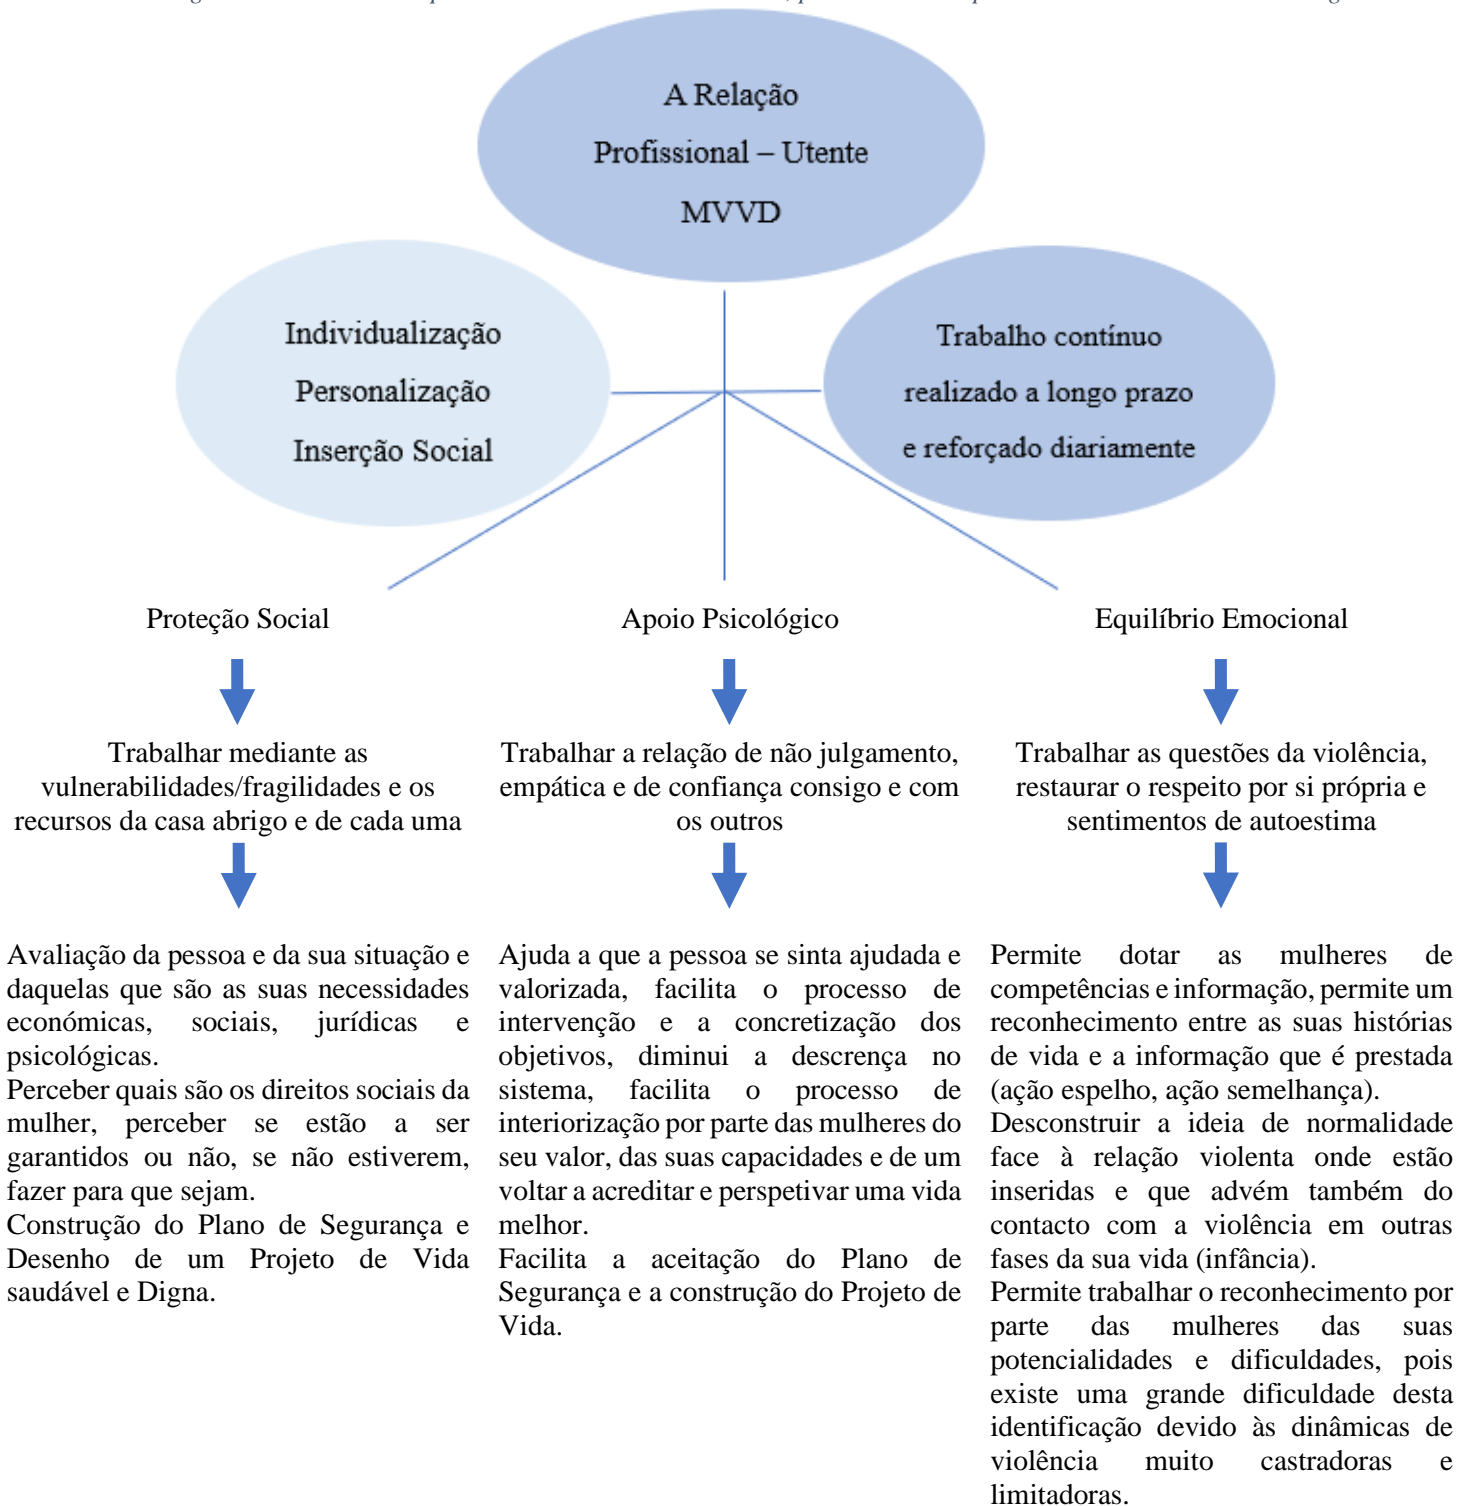 A Relação
Profissional – Utente
MVVD
Individualização
Personalização
Inserção Social
Trabalho contínuo
realizado a longo prazo
e reforçado diariamente
Proteção Social
Apoio Psicológico
Equilíbrio Emocional
Trabalhar mediante as
vulnerabilidades/fragilidades e os
recursos da casa abrigo e de cada uma
Trabalhar a relação de não julgamento,
empática e de confiança consigo e com
os outros
Trabalhar as questões da violência,
restaurar o respeito por si própria e
sentimentos de autoestima
Avaliação da pessoa e da sua situação e
daquelas que são as suas necessidades
económicas, sociais, jurídicas e
psicológicas.
Perceber quais são os direitos sociais da
mulher, perceber se estão a ser
garantidos ou não, se não estiverem,
fazer para que sejam.
Construção do Plano de Segurança e
Desenho de um Projeto de Vida
saudável e Digna.
Ajuda a que a pessoa se sinta ajudada e
valorizada, facilita o processo de
intervenção e a concretização dos
objetivos, diminui a descrença no
sistema, facilita o processo de
interiorização por parte das mulheres do
seu valor, das suas capacidades e de um
voltar a acreditar e perspetivar uma vida
melhor.
Facilita a aceitação do Plano de
Segurança e a construção do Projeto de
Vida.
Permite dotar as mulheres de
competências e informação, permite um
reconhecimento entre as suas histórias
de vida e a informação que é prestada
(ação espelho, ação semelhança).
Desconstruir a ideia de normalidade
face à relação violenta onde estão
inseridas e que advém também do
contacto com a violência em outras
fases da sua vida (infância).
Permite trabalhar o reconhecimento por
parte das mulheres das suas
potencialidades e dificuldades, pois
existe uma grande dificuldade desta
identificação devido às dinâmicas de
violência muito castradoras e
limitadoras.